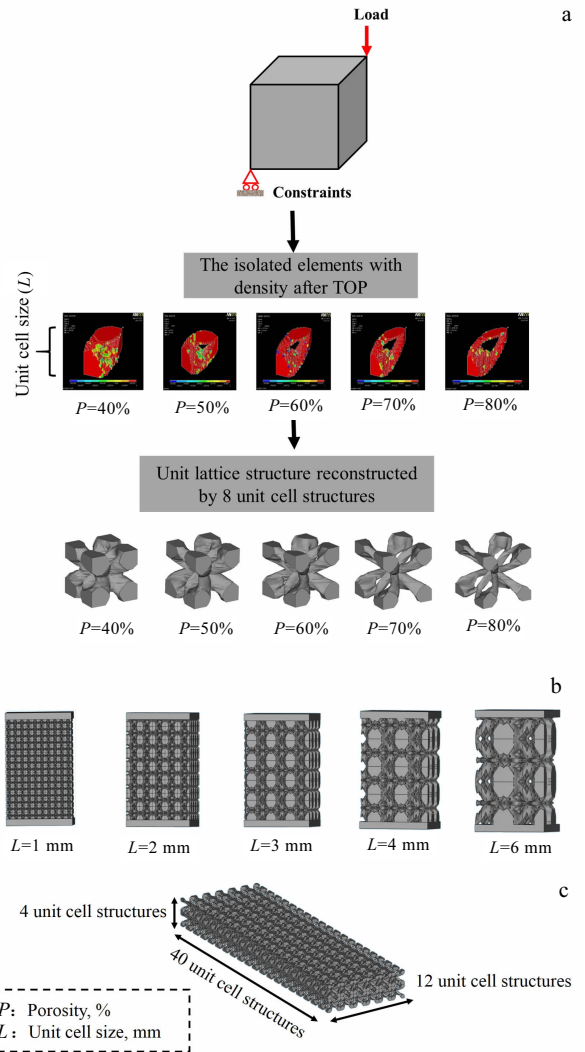 a
Load
Constraints
The isolated elements with
density after TOP
Unit cell size (L)
P=40%
P=50%
P=60%
P=70%
P=80%
Unit lattice structure reconstructed
by 8 unit cell structures
P=40%
P=50%
P=60%
P=70%
P=80%
b
L=1 mm
L=2 mm
L=3 mm
L=4 mm
L=6 mm
c
4 unit cell structures
40 unit cell structures
12 unit cell structures
P: Porosity, %
L: Unit cell size, mm